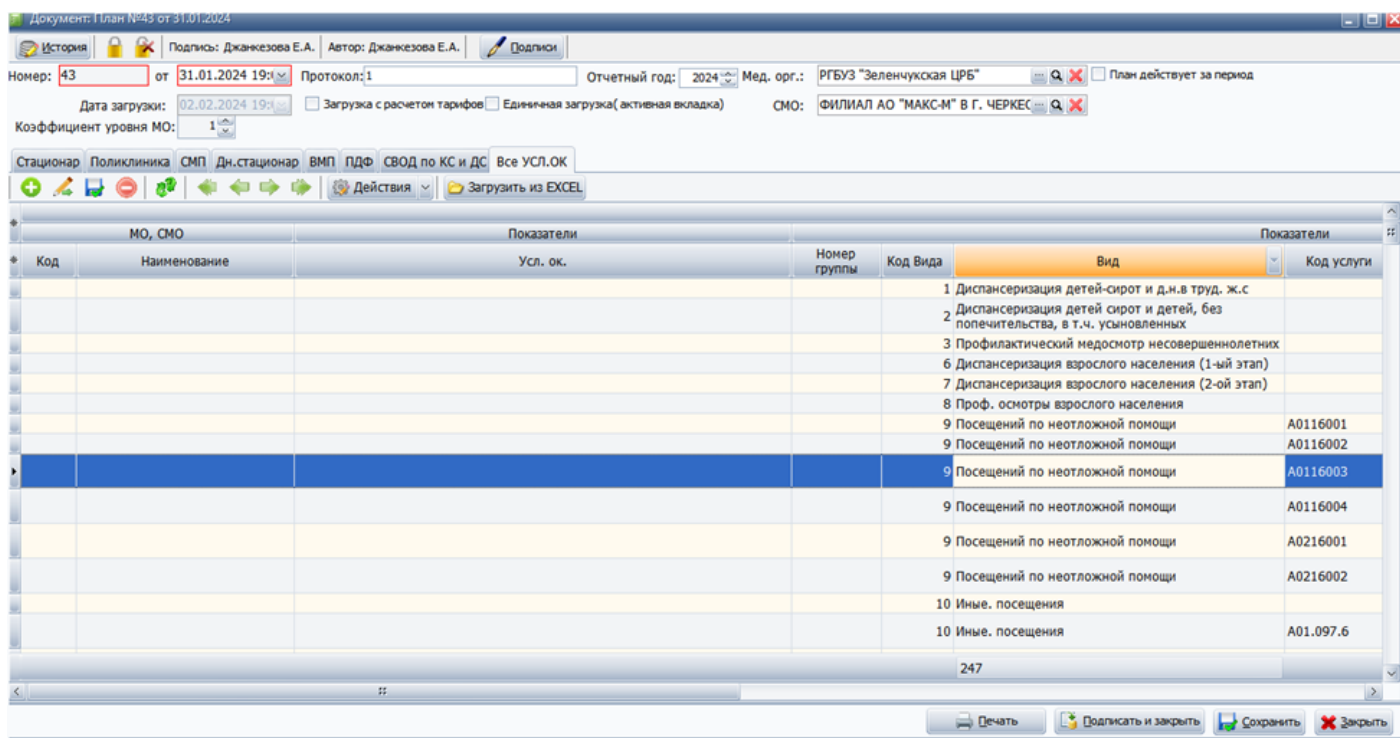 Документ: План №43 от 31.01.2024
История Подпись: Джанкезова Е.А. Автор: Джанкезова Е.А. Подписи
Номер: 43 от 31.01.2024 19:( Протокол: 1 Отчетный год: 2024 Мед. орг.: РГБУЗ "Зеленчукская ЦРБ" ... План действует за период
Дата загрузки: 02.02.2024 19:( Загрузка с расчетом тарифов Единичная загрузка( активная вкладка) СМО: ФИЛИАЛ АО "МАКС-М" В Г. ЧЕРКЕС ...
Коэффициент уровня МО: 1
Стационар Поликлиника СМП Дн.стационар ВМП ПДФ СВОД по КС и ДС Все УСЛ.ОК
Действия Загрузить из EXCEL
МО, СМО Показатели Показатели
Код Наименование Усл. ок. Номер группы Код Вида Вид Код услуги
1 Диспансеризация детей-сирот и д.н.в труд. ж.с
2 Диспансеризация детей сирот и детей, без
попечительства, в т.ч. усыновленных
3 Профилактический медосмотр несовершеннолетних
6 Диспансеризация взрослого населения (1-ый этап)
7 Диспансеризация взрослого населения (2-ой этап)
8 Проф. осмотры взрослого населения
9 Посещений по неотложной помощи A0116001
9 Посещений по неотложной помощи A0116002
9 Посещений по неотложной помощи A0116003
9 Посещений по неотложной помощи A0116004
9 Посещений по неотложной помощи A0216001
9 Посещений по неотложной помощи A0216002
10 Иные. посещения
10 Иные. посещения A01.097.6
247
Печать Подписать и закрыть Сохранить Закрыть